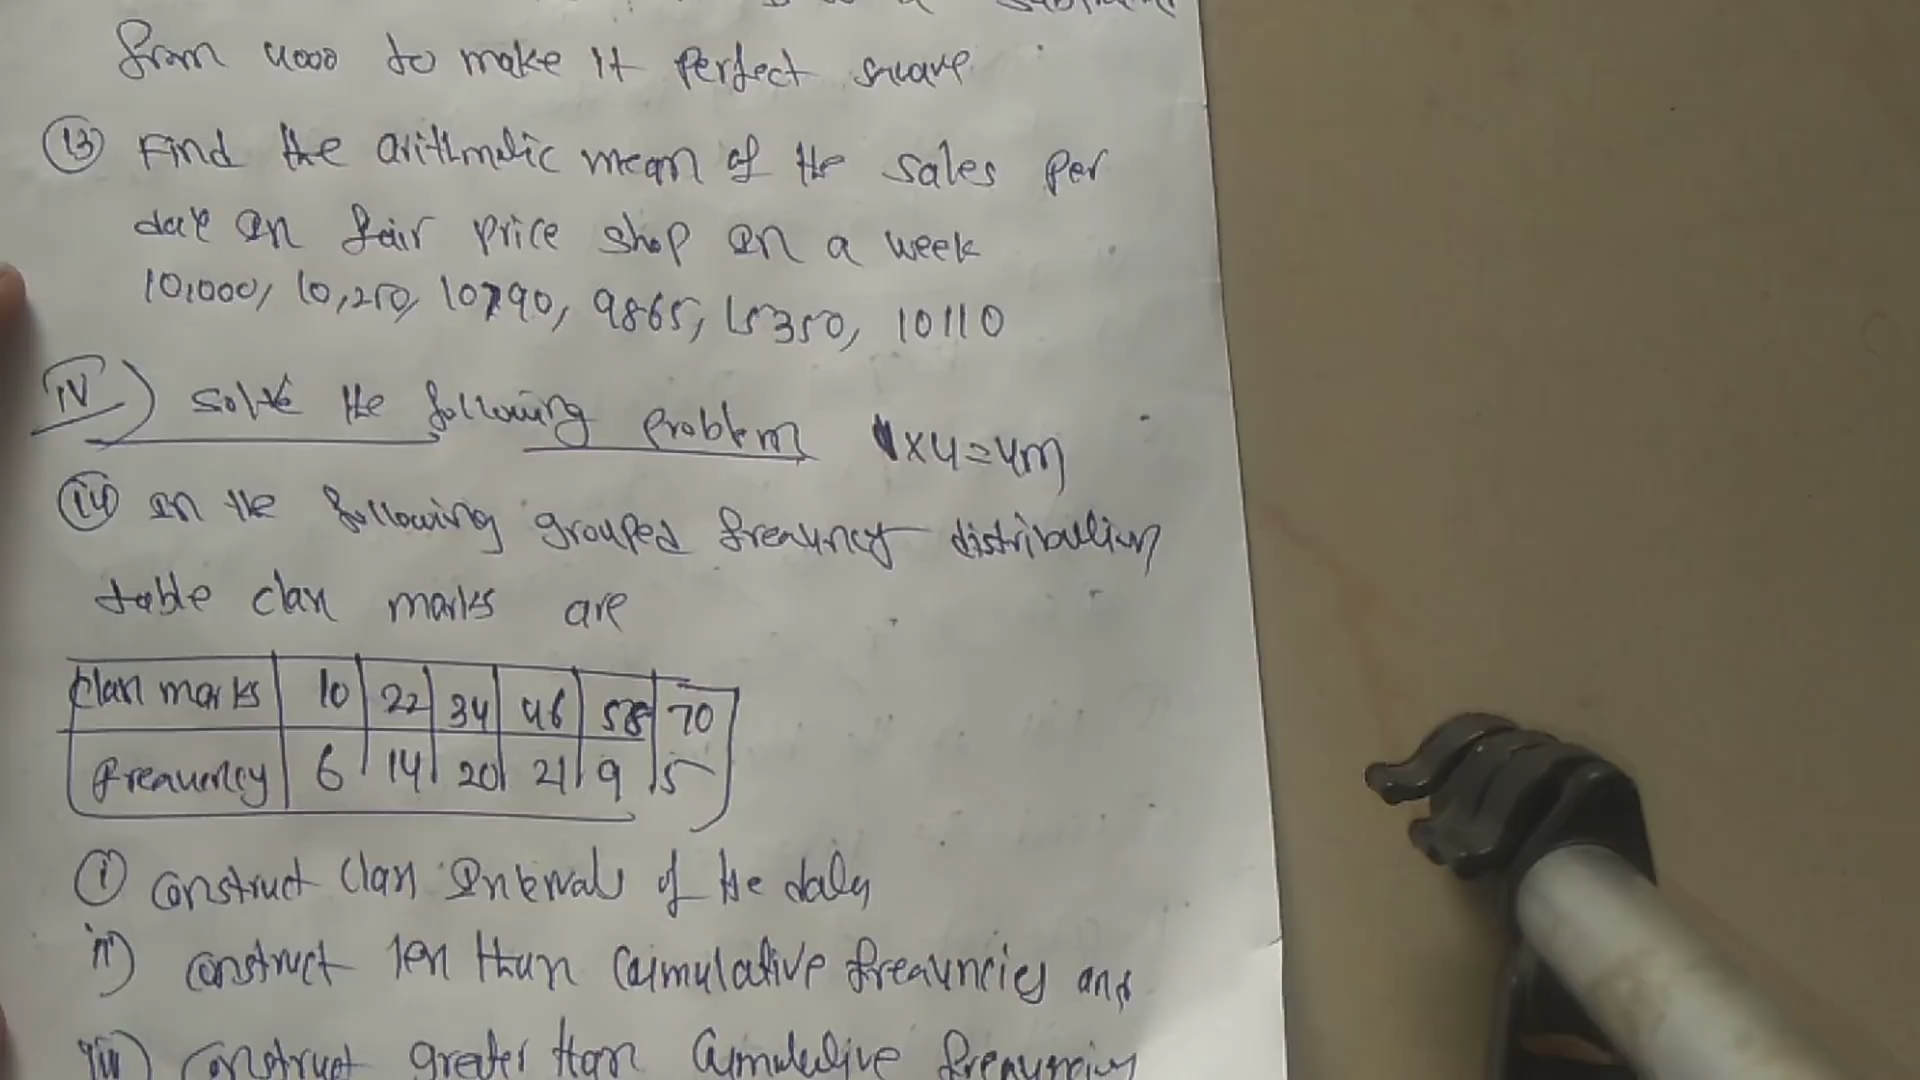 from 4000 to make it perfect square
(13) Find the arithmetic mean of the sales per
day in fair price shop in a week
10,000, 10,250, 10790, 9865, 15350, 10110
IV) solve the following problem 1x4=4m
(14) In the following grouped frequncy distribution
table class marks are
class marks 10 22 34 46 58 70
frequency 6 14 20 21 9 5
(i) construct class Intervals of the data
ii) construct less than Cumulative frequncies and
iii) construct greater than Cumulative frequncies